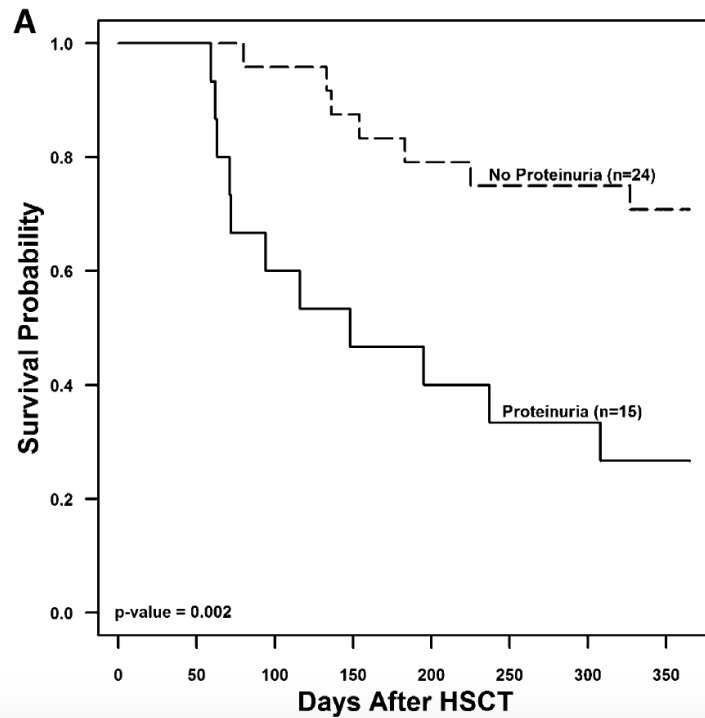 A
Survival Probability
1.0
0.8
0.6
0.4
0.2
0.0
No Proteinuria (n=24)
Proteinuria (n=15)
p-value = 0.002
0 50 100 150 200 250 300 350
Days After HSCT